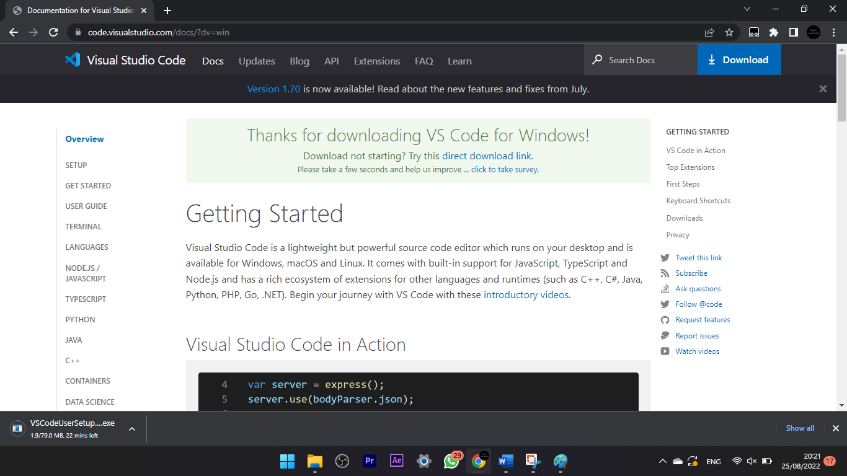 Documentation for Visual Studio
code.visualstudio.com/docs/?dv=win
Visual Studio Code
Docs
Updates
Blog
API
Extensions
FAQ
Learn
Search Docs
Download
Version 1.70 is now available! Read about the new features and fixes from July.
Overview
SETUP
GET STARTED
USER GUIDE
TERMINAL
LANGUAGES
NODE.JS /
JAVASCRIPT
TYPESCRIPT
PYTHON
JAVA
C++
CONTAINERS
DATA SCIENCE
Thanks for downloading VS Code for Windows!
Download not starting? Try this direct download link.
Please take a few seconds and help us improve ... click to take survey.
Getting Started
Visual Studio Code is a lightweight but powerful source code editor which runs on your desktop and is
available for Windows, macOS and Linux. It comes with built-in support for JavaScript, TypeScript and
Node.js and has a rich ecosystem of extensions for other languages and runtimes (such as C++, C#, Java,
Python, PHP, Go, .NET). Begin your journey with VS Code with these introductory videos.
Visual Studio Code in Action
4 var server = express();
5 server.use(bodyParser.json);
GETTING STARTED
VS Code in Action
Top Extensions
First Steps
Keyboard Shortcuts
Downloads
Privacy
Tweet this link
Subscribe
Ask questions
Follow @code
Request features
Report issues
Watch videos
VSCodeUserSetup....exe
1.9/79.0 MB, 22 mins left
Show all
Pr
Ae
29
W
ENG
20:21
25/08/2022
17